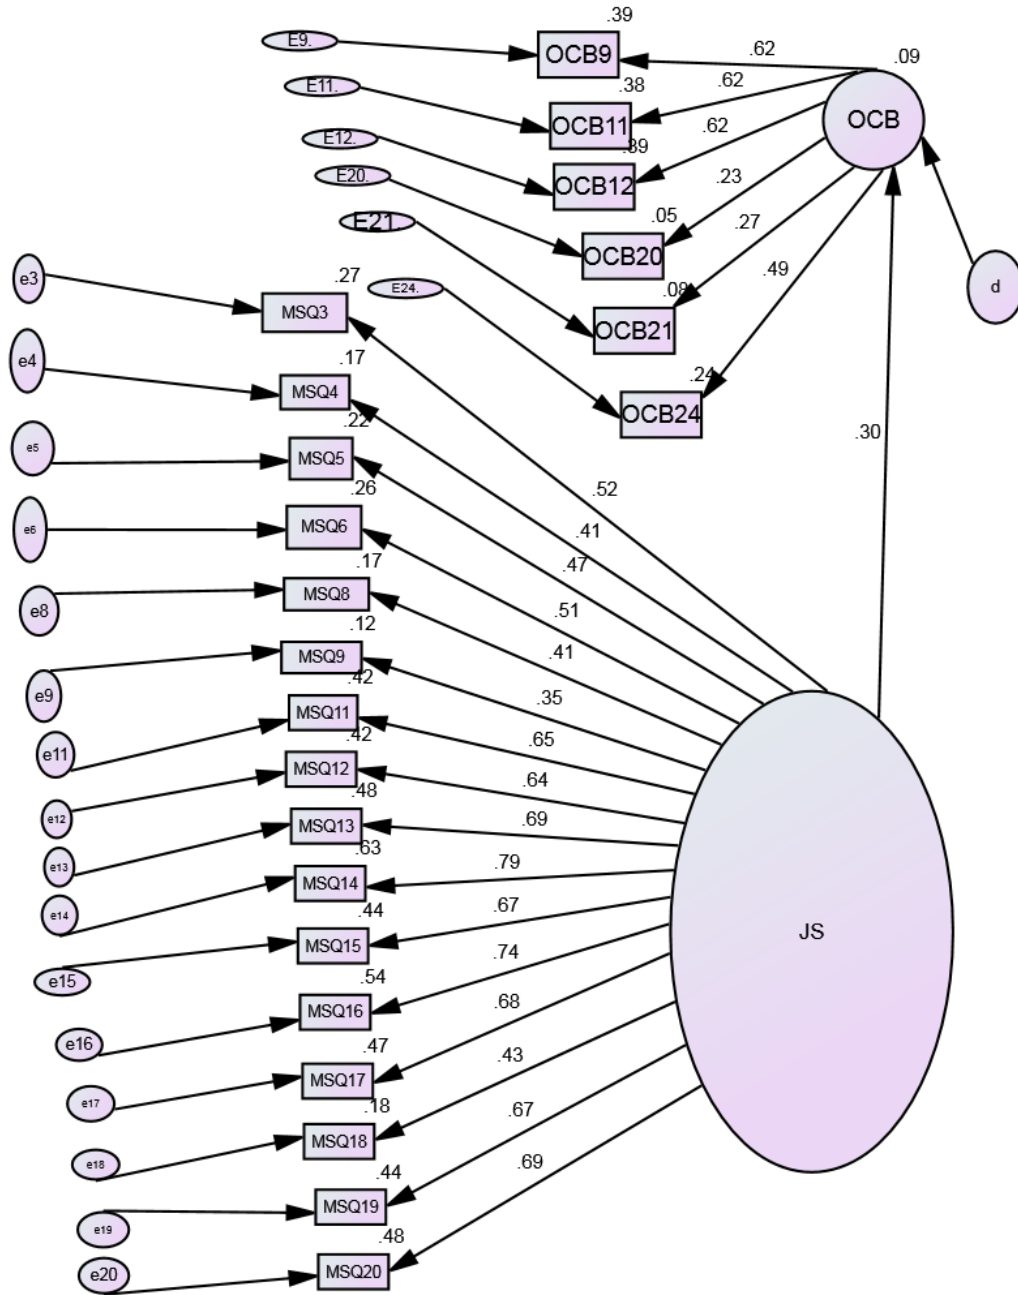 .39
E9.
OCB9
.62
.09
E11.
.38
.62
OCB11
OCB
E12.
.39
.62
OCB12
E20.
.23
.05
E21
OCB20
.27
.08
.49
E24.
OCB21
d
e3
.27
MSQ3
.24
OCB24
.30
e4
.17
MSQ4
.52
.22
.41
e5
MSQ5
.47
.26
e6
MSQ6
.51
.17
e8
MSQ8
.41
.12
e9
MSQ9
.35
.42
e11
MSQ11
.65
.42
e12
MSQ12
.64
.48
e13
MSQ13
.69
.63
e14
MSQ14
.79
.44
e15
MSQ15
.67
JS
.54
e16
MSQ16
.74
.47
e17
MSQ17
.68
.18
e18
MSQ18
.43
.44
e19
MSQ19
.67
.48
e20
MSQ20
.69